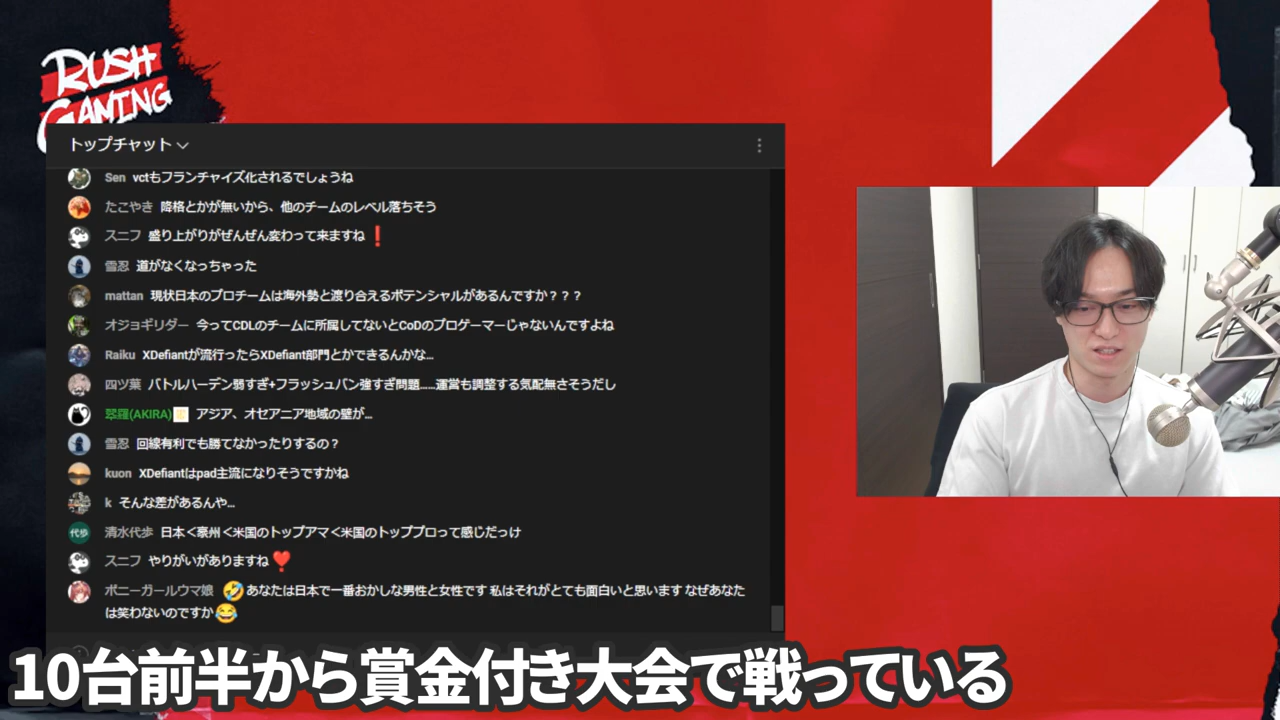 RUSH
GAMING
トップチャット
Sen vctもフランチャイズ化されるでしょうね
たこやき 降格とかが無いから、他のチームのレベル落ちそう
スニフ 盛り上がりがぜんぜん変わって来ますね❗
雪忍 道がなくなっちゃった
mattan 現状日本のプロチームは海外勢と渡り合えるポテンシャルがあるんですか？？？
オジョギリダー 今ってCDLのチームに所属してないとCoDのプロゲーマーじゃないんですよね
Raiku XDefiantが流行ったらXDefiant部門とかできるんかな...
四ツ葉 バトルハーデン弱すぎ+フラッシュバン強すぎ問題……運営も調整する気配無さそうだし
翠羅(AKIRA) アジア、オセアニア地域の壁が...
雪忍 回線有利でも勝てなかったりするの？
kuon XDefiantはpad主流になりそうですかね
k そんな差があるんや...
代歩 清水代歩 日本＜豪州＜米国のトップアマ＜米国のトッププロって感じだっけ
スニフ やりがいがありますね❣️
ポニーガールウマ娘 🤣あなたは日本で一番おかしな男性と女性です 私はそれがとても面白いと思います なぜあなた
は笑わないのですか😂
10台前半から賞金付き大会で戦っている